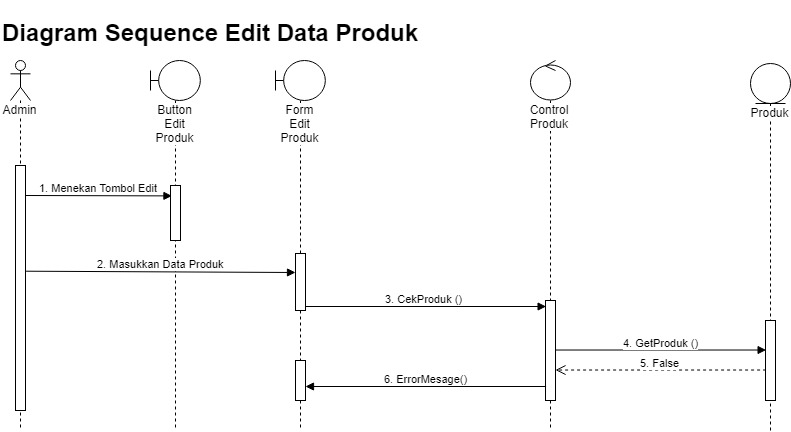 Diagram Sequence Edit Data Produk
Admin
Button
Edit
Produk
Form
Edit
Produk
Control
Produk
Produk
1. Menekan Tombol Edit
2. Masukkan Data Produk
3. CekProduk ()
4. GetProduk ()
5. False
6. ErrorMesage()